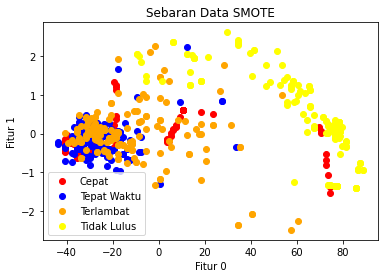 Sebaran Data SMOTE
Fitur 1
2
1
0
−1
−2
Cepat
Tepat Waktu
Terlambat
Tidak Lulus
−40
−20
0
20
40
60
80
Fitur 0